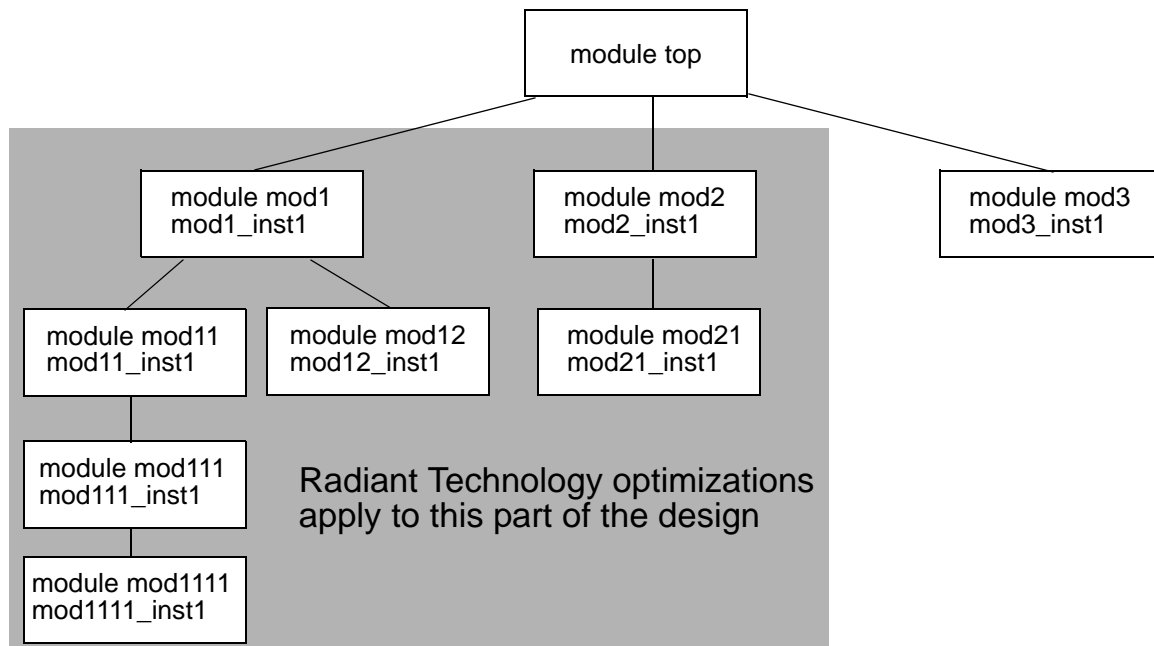 module top
module mod1
mod1_inst1
module mod2
mod2_inst1
module mod3
mod3_inst1
module mod11
mod11_inst1
module mod12
mod12_inst1
module mod21
mod21_inst1
module mod111
mod111_inst1
Radiant Technology optimizations
apply to this part of the design
module mod1111
mod1111_inst1